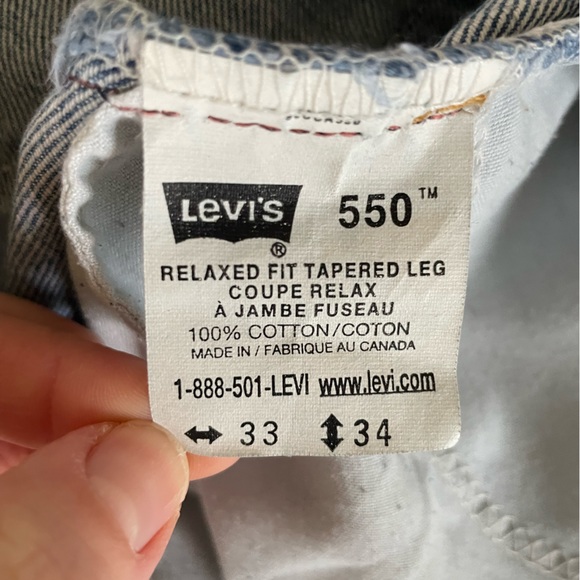 Levi's ® 550™
RELAXED FIT TAPERED LEG
COUPE RELAX
À JAMBE FUSEAU
100% COTTON/COTON
MADE IN / FABRIQUE AU CANADA
1-888-501-LEVI www.levi.com
↔ 33 ↕ 34